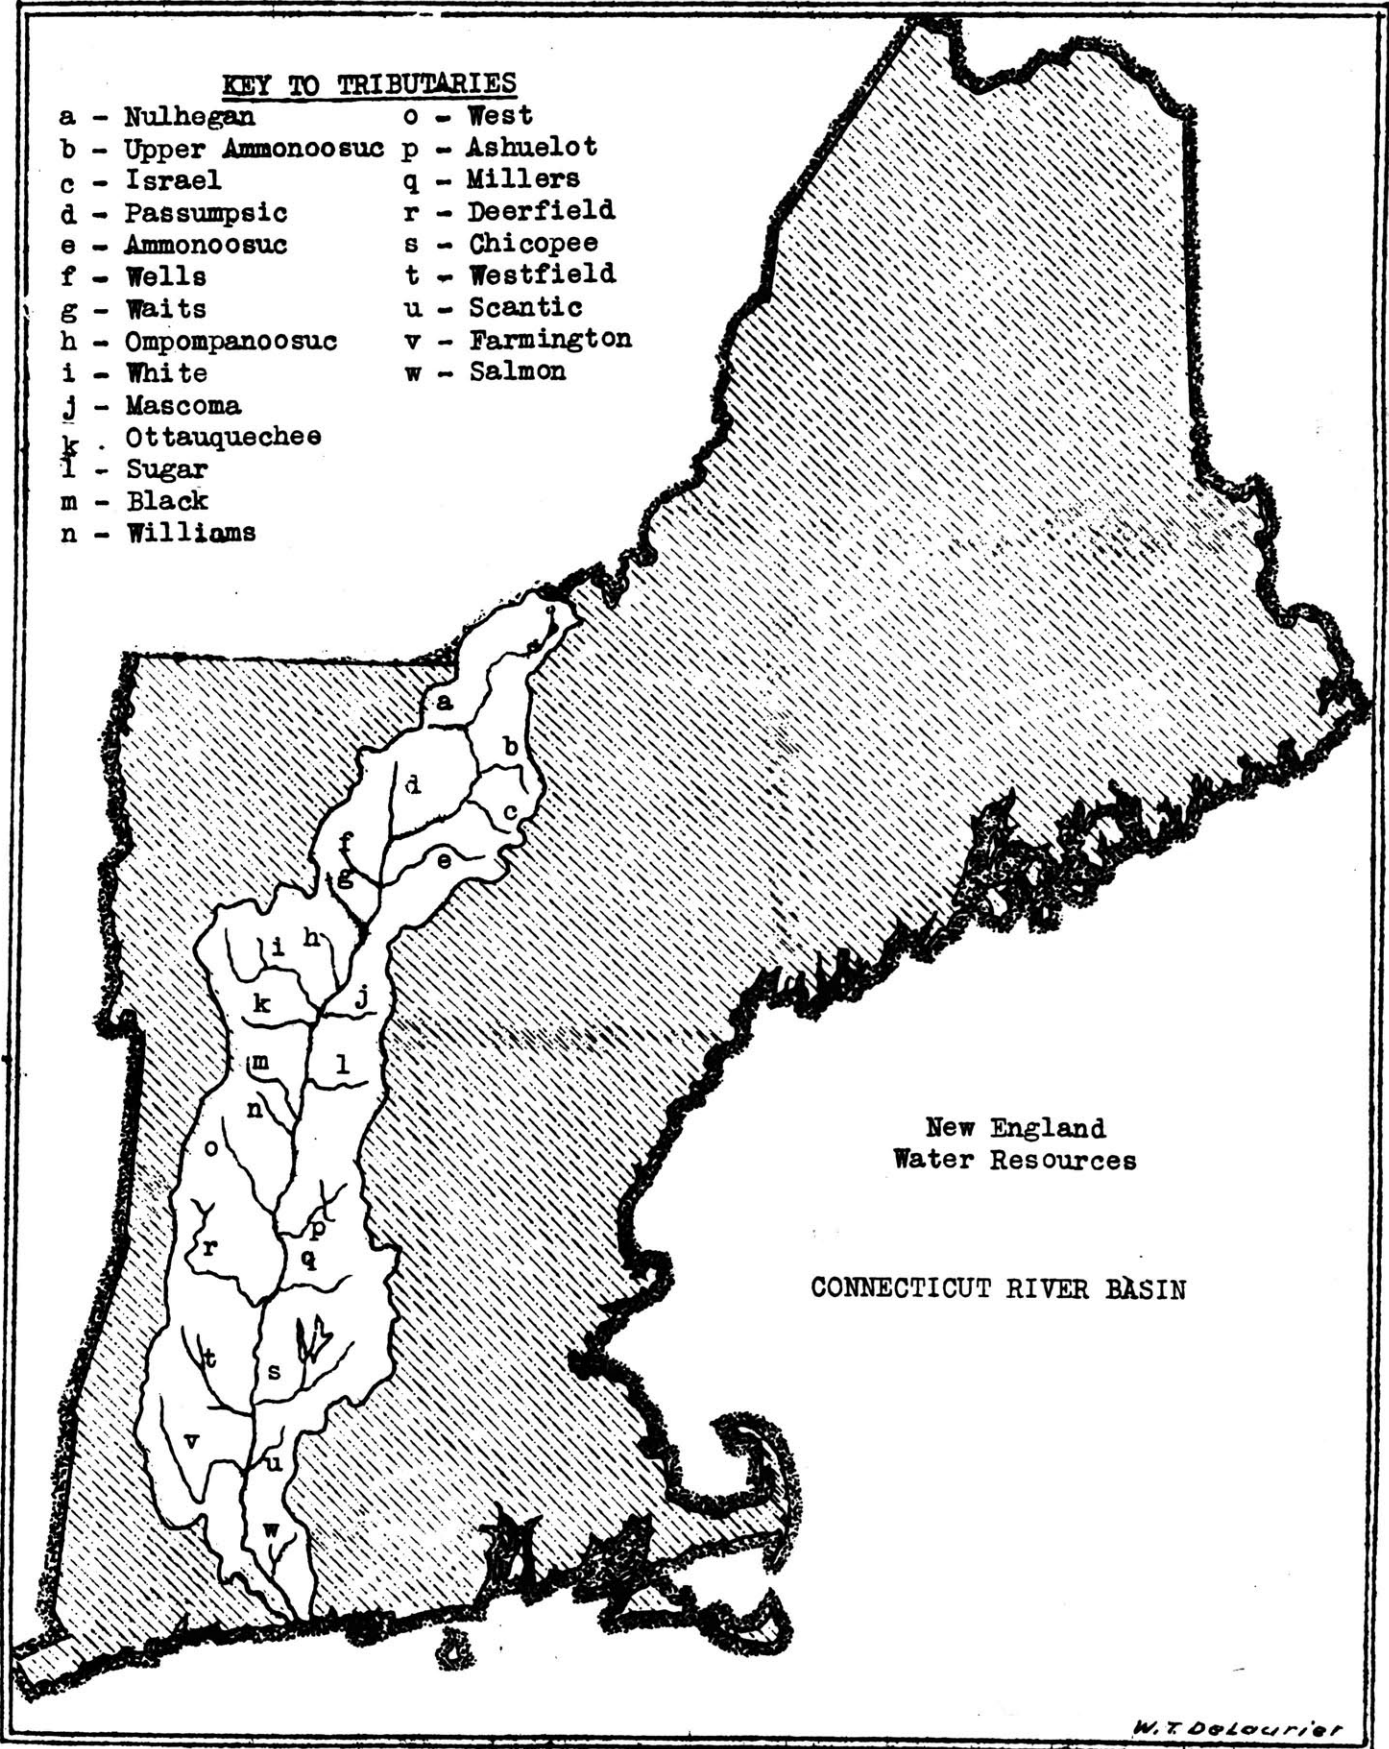 KEY TO TRIBUTARIES
a - Nulhegan
b - Upper Ammonoosuc
c - Israel
d - Passumpsic
e - Ammonoosuc
f - Wells
g - Waits
h - Ompompanoosuc
i - White
j - Mascoma
k . Ottauquechee
l - Sugar
m - Black
n - Williams
o - West
p - Ashuelot
q - Millers
r - Deerfield
s - Chicopee
t - Westfield
u - Scantic
v - Farmington
w - Salmon
a
b
d
c
f
e
g
h
i
j
k
l
m
n
o
p
r
q
t
s
v
u
w
New England
Water Resources
CONNECTICUT RIVER BASIN
W.T. DeLaurier